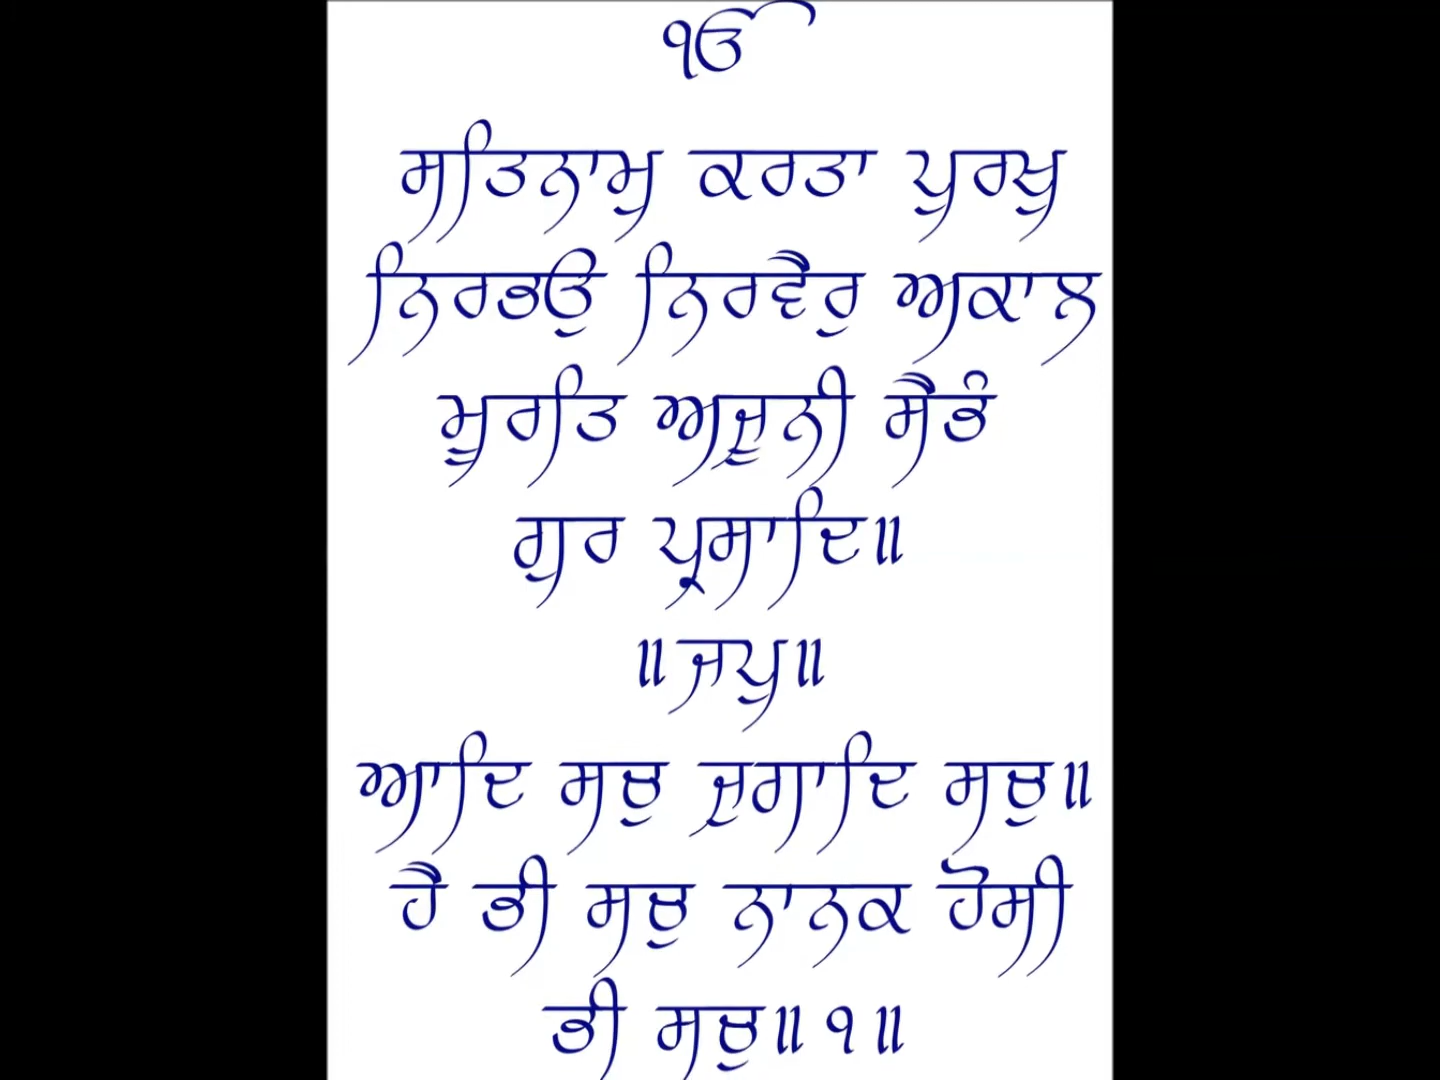 ੴ
ਸਤਿਨਾਮੁ ਕਰਤਾ ਪੁਰਖੁ
ਨਿਰਭਉ ਨਿਰਵੈਰੁ ਅਕਾਲ
ਮੂਰਤਿ ਅਜੂਨੀ ਸੈਭੰ
ਗੁਰ ਪ੍ਰਸਾਦਿ॥
॥ਜਪੁ॥
ਆਦਿ ਸਚੁ ਜੁਗਾਦਿ ਸਚੁ॥
ਹੈ ਭੀ ਸਚੁ ਨਾਨਕ ਹੋਸੀ
ਭੀ ਸਚੁ॥੧॥